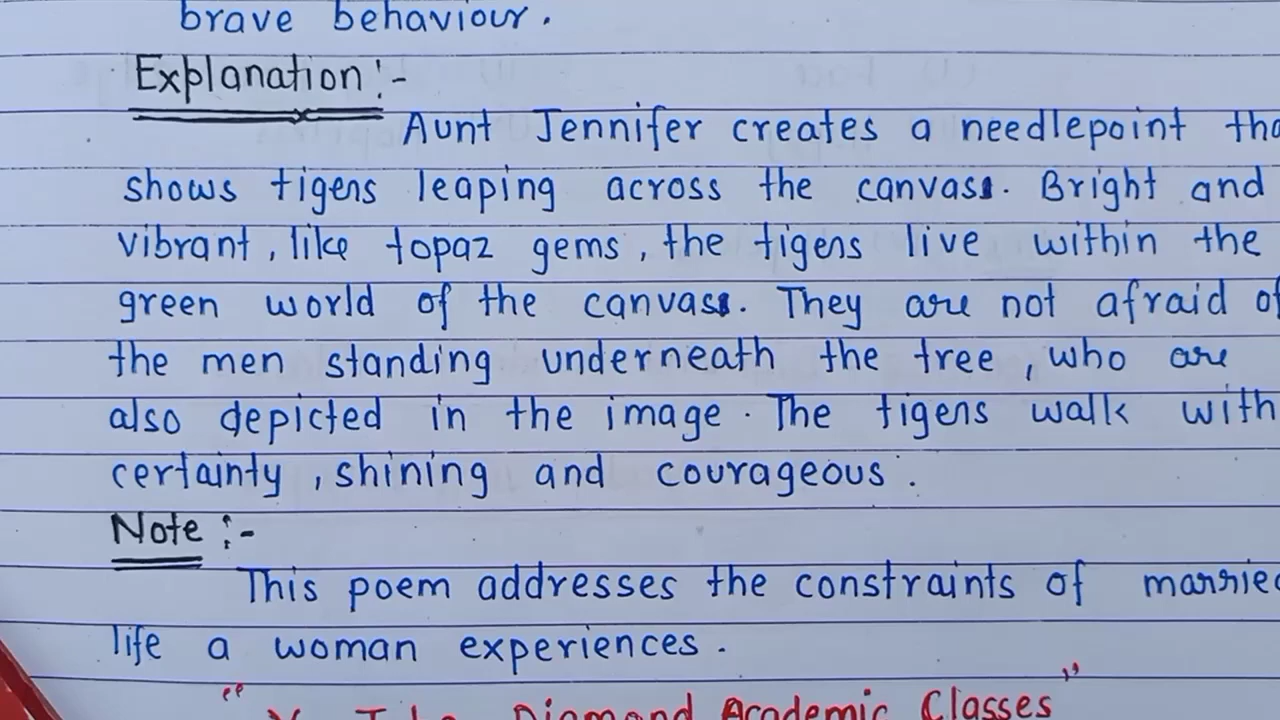 brave behaviour.
Explanation :-
Aunt Jennifer creates a needlepoint tha
shows tigers leaping across the canvass. Bright and
vibrant, like topaz gems, the tigers live within the
green world of the canvass. They are not afraid of
the men standing underneath the tree, who are
also depicted in the image. The tigers walk with
certainty, shining and courageous.
Note :-
This poem addresses the constraints of married
life a woman experiences.
" Diamond Academic Classes "